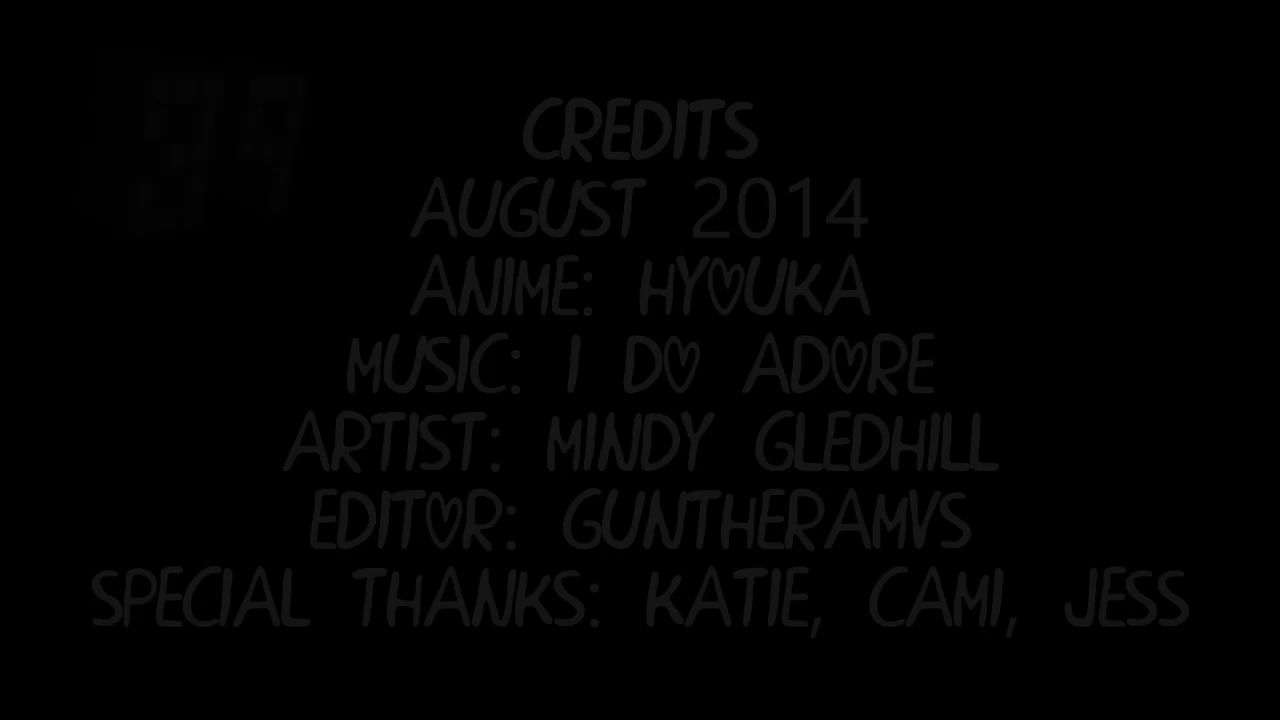 CREDITS
AUGUST 2014
ANIME: HYOUKA
MUSIC: I DO ADORE
ARTIST: MINDY GLEDHILL
EDITOR: GUNTHERAMVS
SPECIAL THANKS: KATIE, CAMI, JESS